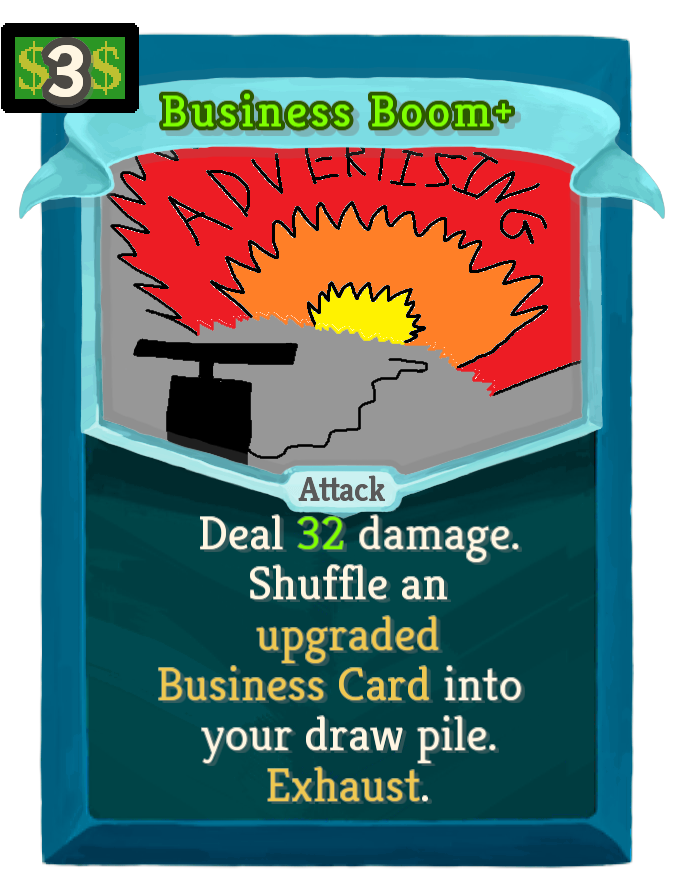 $3$
Business Boom+
ADVERTISING
Attack
Deal 32 damage.
Shuffle an
upgraded
Business Card into
your draw pile.
Exhaust.